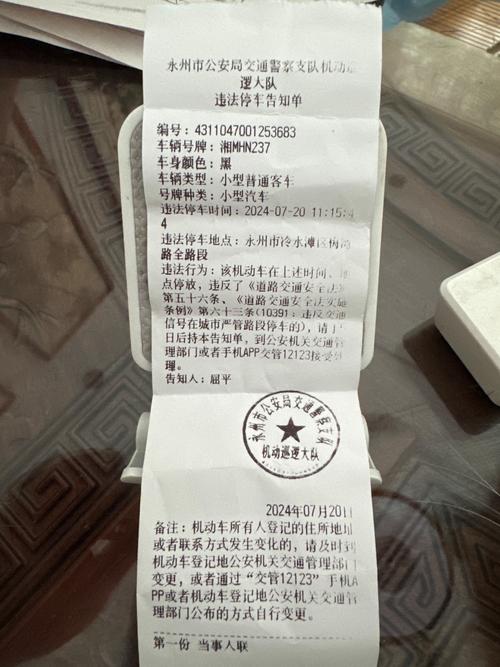 永州市公安局交通警察支队机动巡
逻大队
违法停车告知单
编号：4311047001253683
车辆号牌：湘MHN237
车身颜色：黑
车辆类型：小型普通客车
号牌种类：小型汽车
违法停车时间：2024-07-20 11:15:4
4
违法停车地点：永州市冷水滩区
路全路段
违法行为：该机动车在上述时间、地
点停放，违反了《道路交通安全法》
第五十六条、《道路交通安全法实施
条例》第六十三条(10391：违反交通
信号在城市严管路段停车的)，请于
日后持本告知单，到公安机关交通管
理部门或者手机APP交管12123接受处
理。
告知人：屈平
永州市公安局交通警察支队
机动巡逻大队
2024年07月20日
备注：机动车所有人登记的住所地址
或者联系方式发生变化的，请及时到
机动车登记地公安机关交通管理部门
变更，或者通过“交管12123”手机A
PP或者机动车登记地公安机关交通管
理部门公布的方式自行变更。
第一份 当事人联